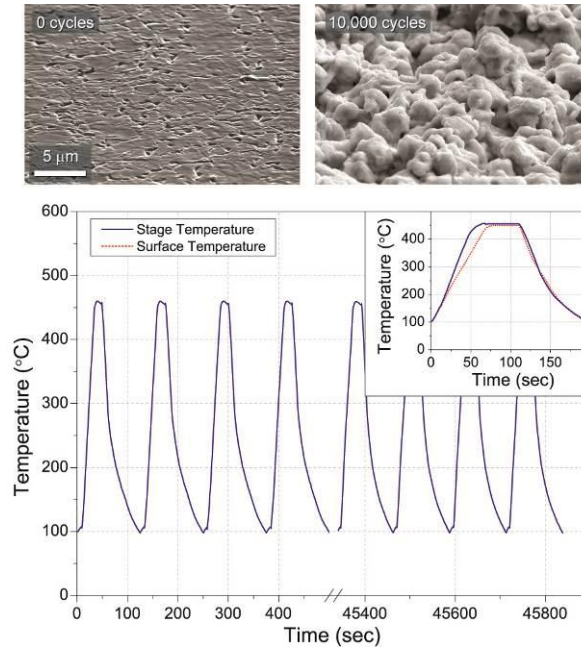 0 cycles
10,000 cycles
5 μm
600
500
400
300
200
100
0
Temperature (°C)
Stage Temperature
Surface Temperature
400
300
200
100
0
Temperature (°C)
0 50 100 150
Time (sec)
0 100 200 300 400 45400 45600 45800
Time (sec)